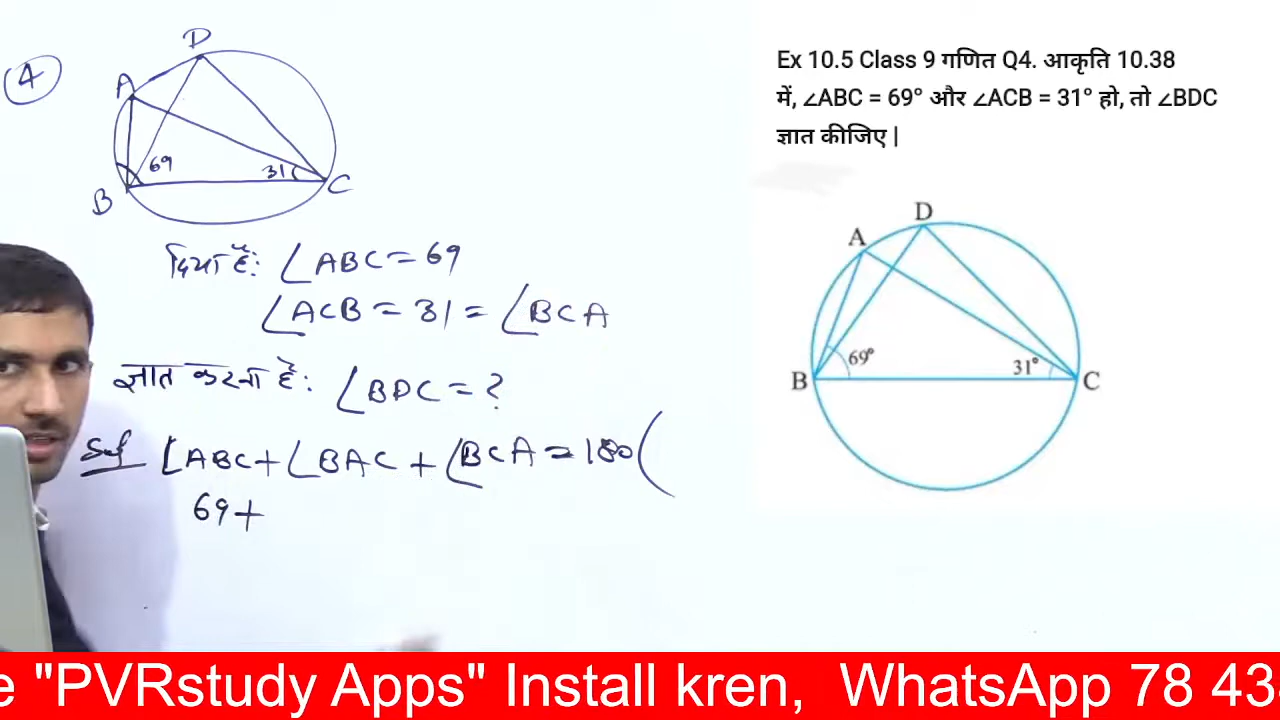 4
D
A
69
31
B
C
दिया है: ∠ABC = 69
∠ACB = 31 = ∠BCA
ज्ञात करना है: ∠BDC = ?
Sol ∠ABC + ∠BAC + ∠BCA = 180 (
69 +
Ex 10.5 Class 9 गणित Q4. आकृति 10.38
में, ∠ABC = 69° और ∠ACB = 31° हो, तो ∠BDC
ज्ञात कीजिए |
D
A
69°
31°
B
C
e "PVRstudy Apps" Install kren, WhatsApp 78 43